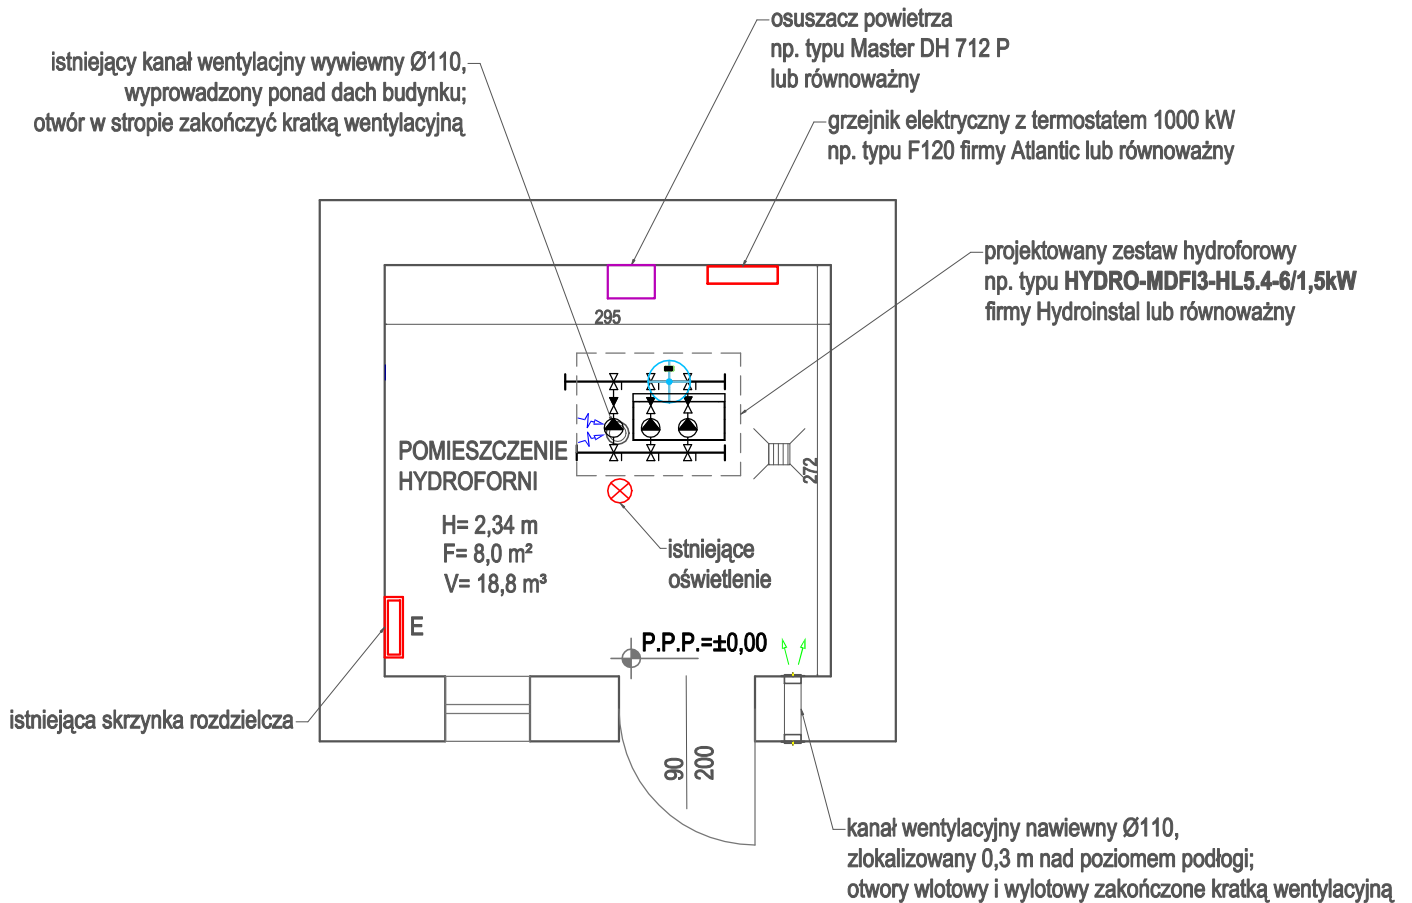 osuszacz powietrza
np. typu Master DH 712 P
lub równoważny
istniejący kanał wentylacjny wywiewny Ø110,
wyprowadzony ponad dach budynku;
otwór w stropie zakończyć kratką wentylacyjną
grzejnik elektryczny z termostatem 1000 kW
np. typu F120 firmy Atlantic lub równoważny
projektowany zestaw hydroforowy
np. typu HYDRO-MDFI3-HL5.4-6/1,5kW
firmy Hydroinstal lub równoważny
295
POMIESZCZENIE
HYDROFORNI
272
H= 2,34 m
F= 8,0 m²
V= 18,8 m³
istniejące
oświetlenie
E
P.P.P.=±0,00
istniejąca skrzynka rozdzielcza
90
200
kanał wentylacyjny nawiewny Ø110,
zlokalizowany 0,3 m nad poziomem podłogi;
otwory wlotowy i wylotowy zakończone kratką wentylacyjną